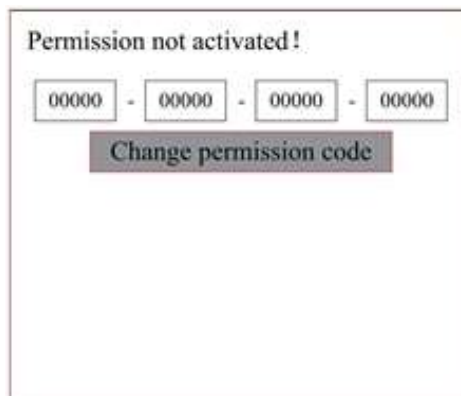 Permission not activated!
00000 - 00000 - 00000 - 00000
Change permission code